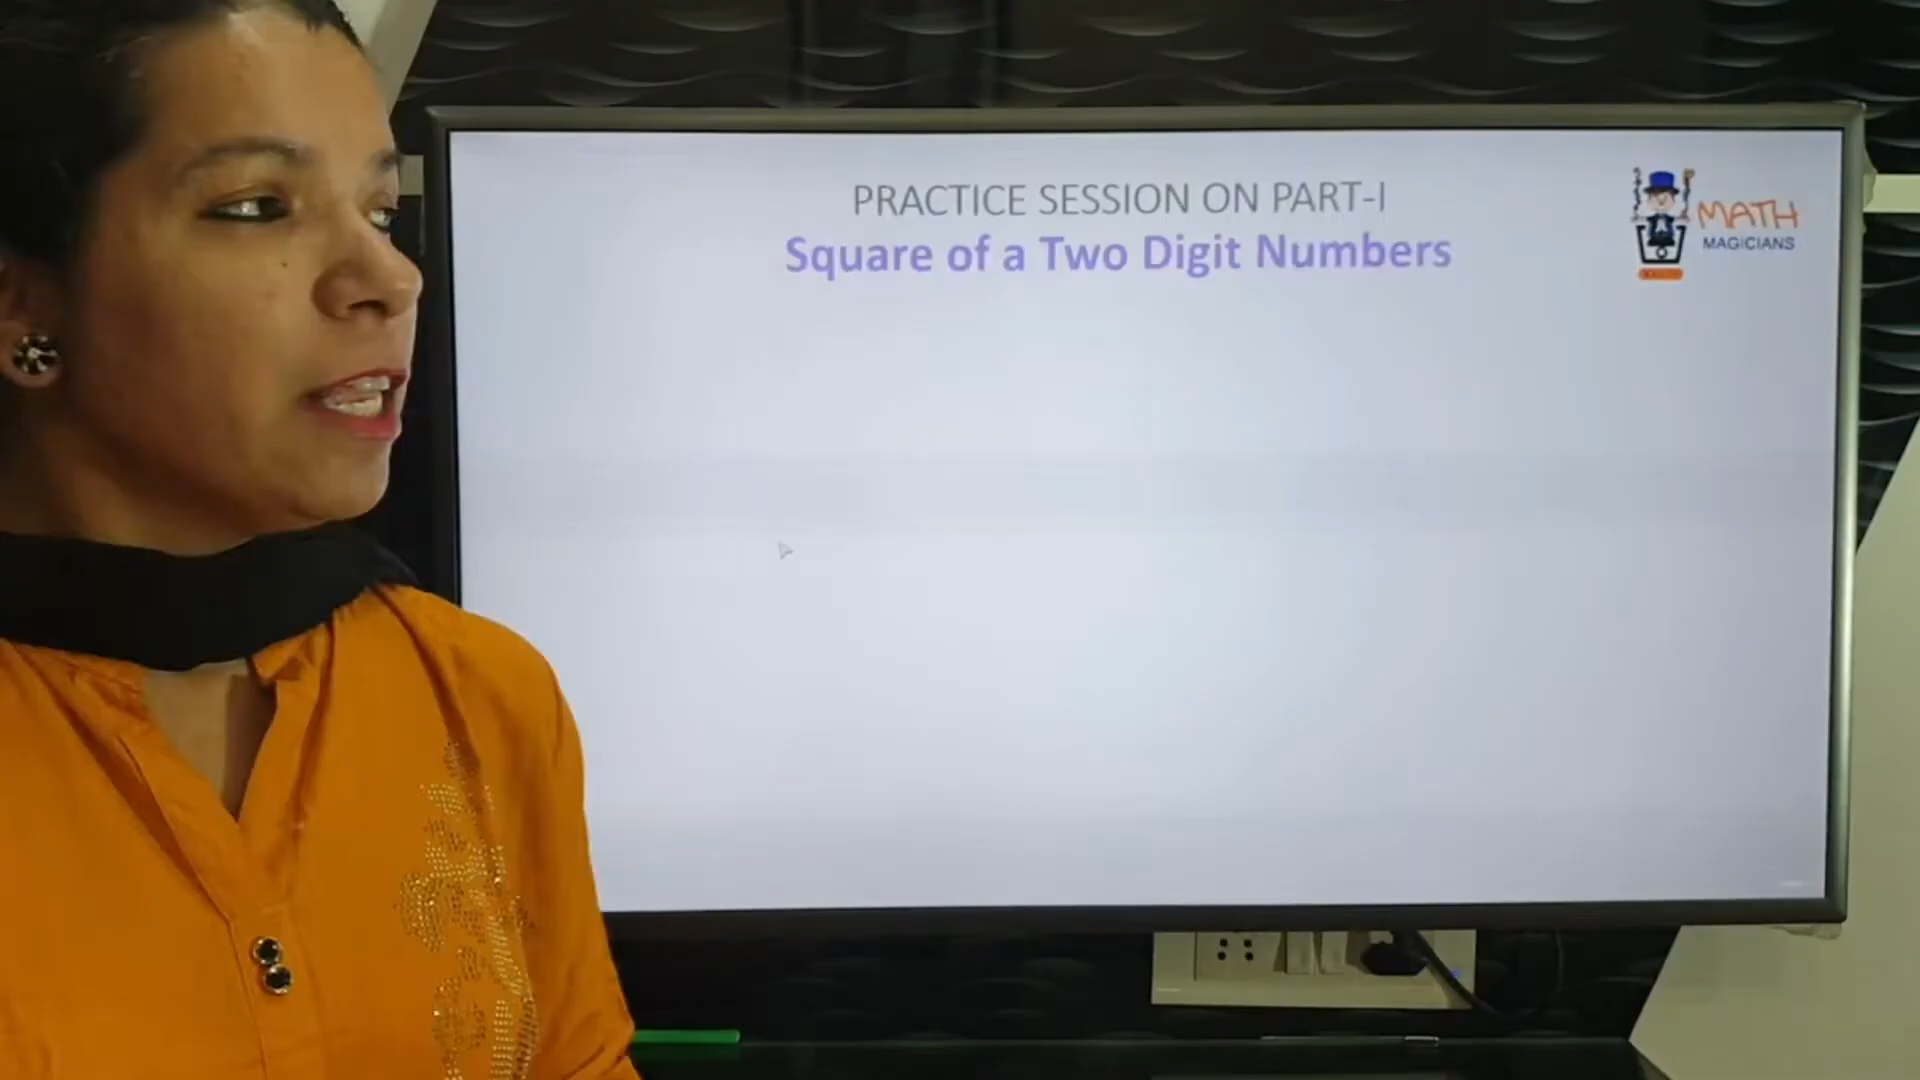 PRACTICE SESSION ON PART-I
Square of a Two Digit Numbers
MATH
MAGICIANS